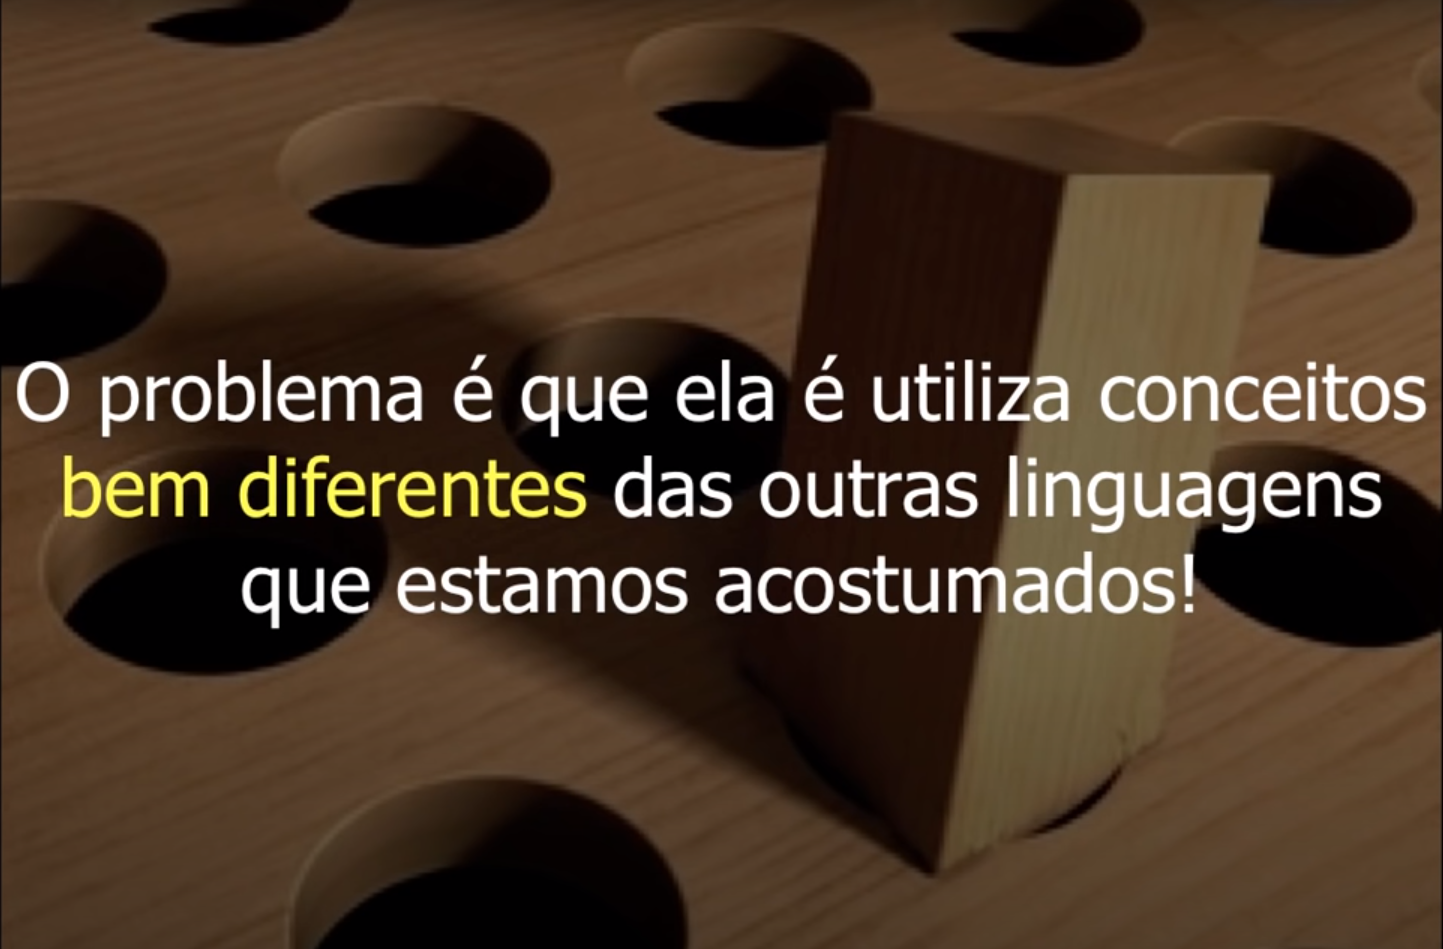 O problema é que ela é utiliza conceitos
bem diferentes das outras linguagens
que estamos acostumados!